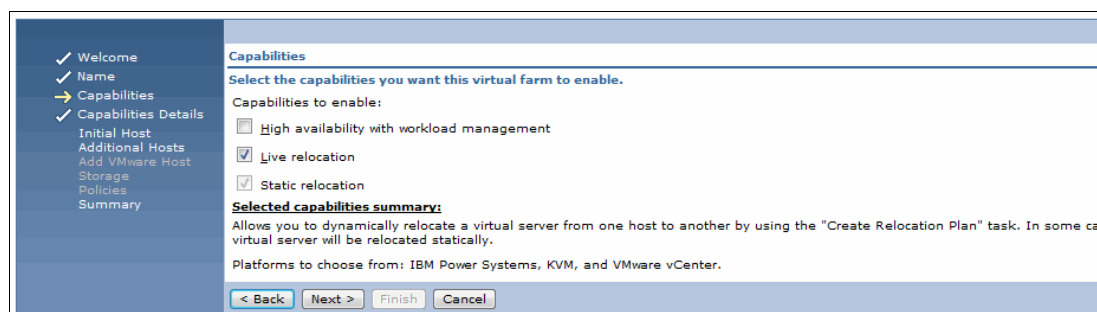 Welcome
Name
Capabilities
Capabilities Details
Initial Host
Additional Hosts
Add VMware Host
Storage
Policies
Summary
Capabilities
Select the capabilities you want this virtual farm to enable.
Capabilities to enable:
High availability with workload management
Live relocation
Static relocation
Selected capabilities summary:
Allows you to dynamically relocate a virtual server from one host to another by using the "Create Relocation Plan" task. In some
virtual server will be relocated statically.
Platforms to choose from: IBM Power Systems, KVM, and VMware vCenter.
< Back
Next >
Finish
Cancel